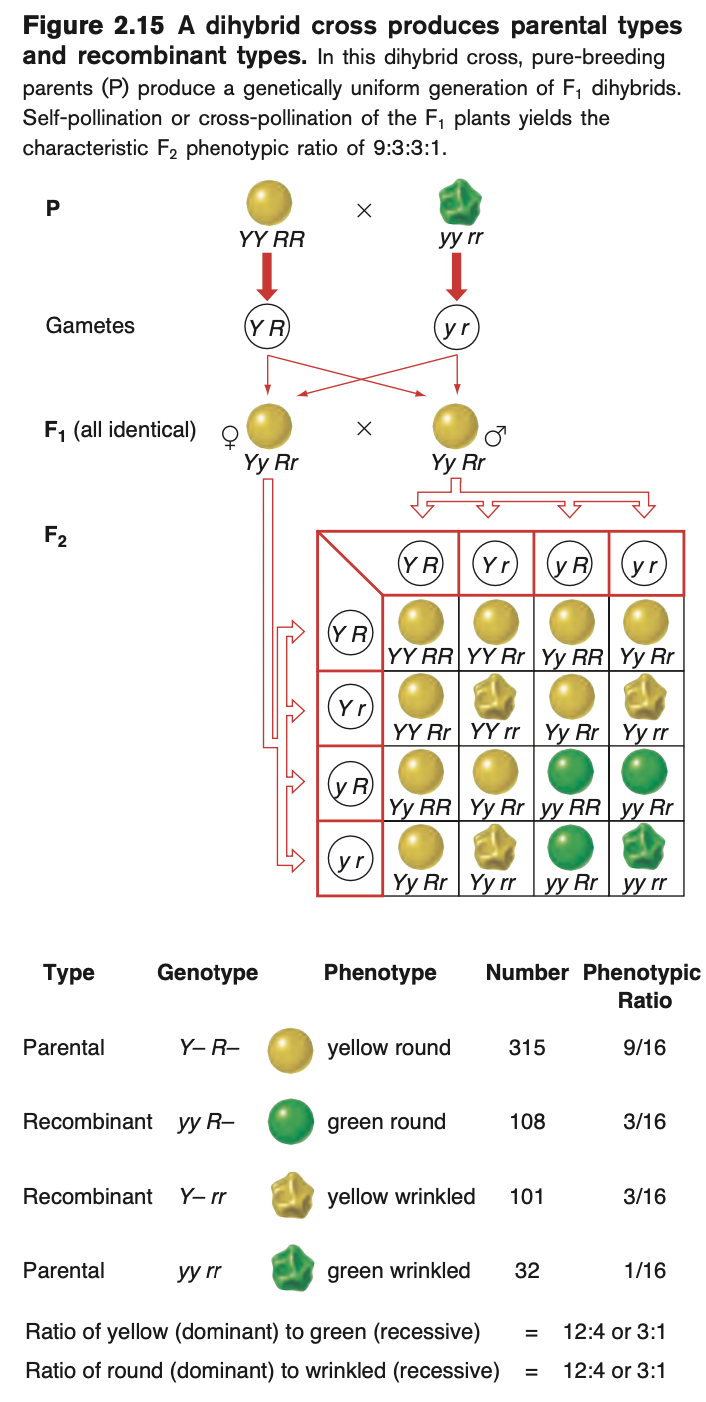 Figure 2.15 A dihybrid cross produces parental types
and recombinant types. In this dihybrid cross, pure-breeding
parents (P) produce a genetically uniform generation of F₁ dihybrids.
Self-pollination or cross-pollination of the F₁ plants yields the
characteristic F₂ phenotypic ratio of 9:3:3:1.
P ×
YY RR yy rr
Gametes Y R y r
F₁ (all identical) ♀ × ♂
Yy Rr Yy Rr
F₂
Y R Y r y R y r
Y R
YY RR YY Rr Yy RR Yy Rr
Y r
YY Rr YY rr Yy Rr Yy rr
y R
Yy RR Yy Rr yy RR yy Rr
y r
Yy Rr Yy rr yy Rr yy rr
Type Genotype Phenotype Number Phenotypic
Ratio
Parental Y– R– yellow round 315 9/16
Recombinant yy R– green round 108 3/16
Recombinant Y– rr yellow wrinkled 101 3/16
Parental yy rr green wrinkled 32 1/16
Ratio of yellow (dominant) to green (recessive) = 12:4 or 3:1
Ratio of round (dominant) to wrinkled (recessive) = 12:4 or 3:1